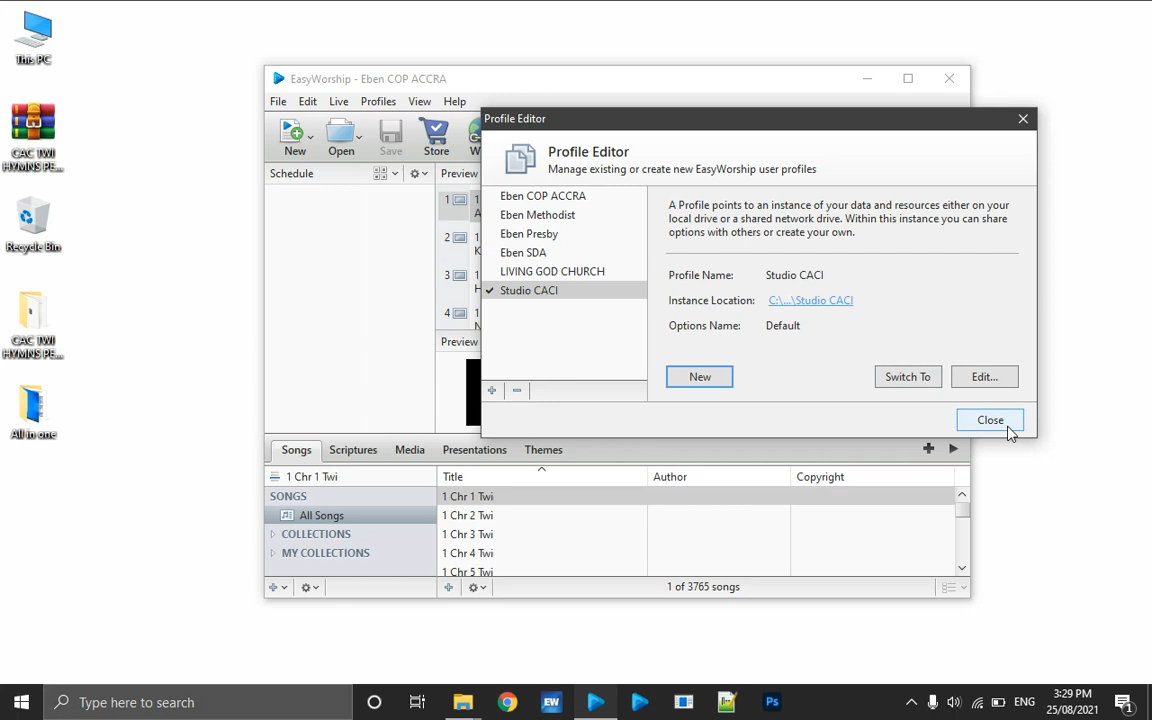 This PC
CAC TWI
HYMNS PE...
Recycle Bin
CAC TWI
HYMNS PE...
All in one
EasyWorship - Eben COP ACCRA
File Edit Live Profiles View Help
New Open Save Store
Schedule
Preview
1
2
3
4
Preview
Profile Editor
Profile Editor
Manage existing or create new EasyWorship user profiles
Eben COP ACCRA
Eben Methodist
Eben Presby
Eben SDA
LIVING GOD CHURCH
✓ Studio CACI
A Profile points to an instance of your data and resources either on your
local drive or a shared network drive. Within this instance you can share
options with others or create your own.
Profile Name: Studio CACI
Instance Location: C:\...\Studio CACI
Options Name: Default
New Switch To Edit...
Close
Songs Scriptures Media Presentations Themes
1 Chr 1 Twi
SONGS
All Songs
COLLECTIONS
MY COLLECTIONS
Title Author Copyright
1 Chr 1 Twi
1 Chr 2 Twi
1 Chr 3 Twi
1 Chr 4 Twi
1 Chr 5 Twi
1 of 3765 songs
Type here to search
EW
Ps
ENG
3:29 PM
25/08/2021
1